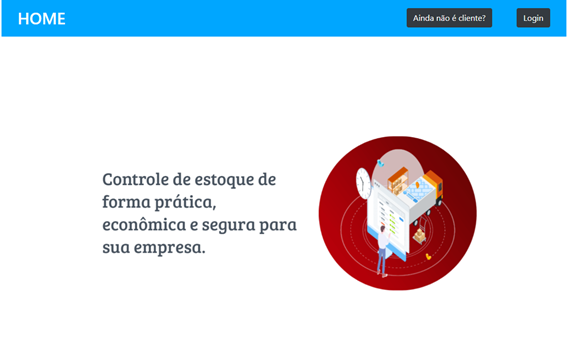 HOME
Ainda não é cliente?
Login
Controle de estoque de
forma prática,
econômica e segura para
sua empresa.